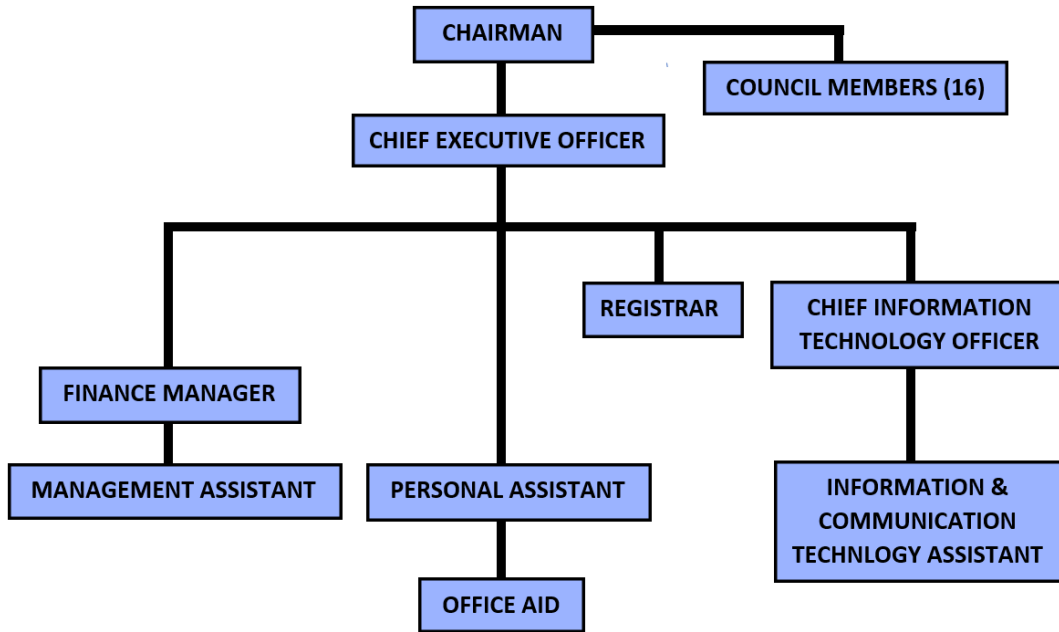 CHAIRMAN
COUNCIL MEMBERS (16)
CHIEF EXECUTIVE OFFICER
REGISTRAR
CHIEF INFORMATION
TECHNOLOGY OFFICER
FINANCE MANAGER
MANAGEMENT ASSISTANT
PERSONAL ASSISTANT
INFORMATION &
COMMUNICATION
TECHNLOGY ASSISTANT
OFFICE AID